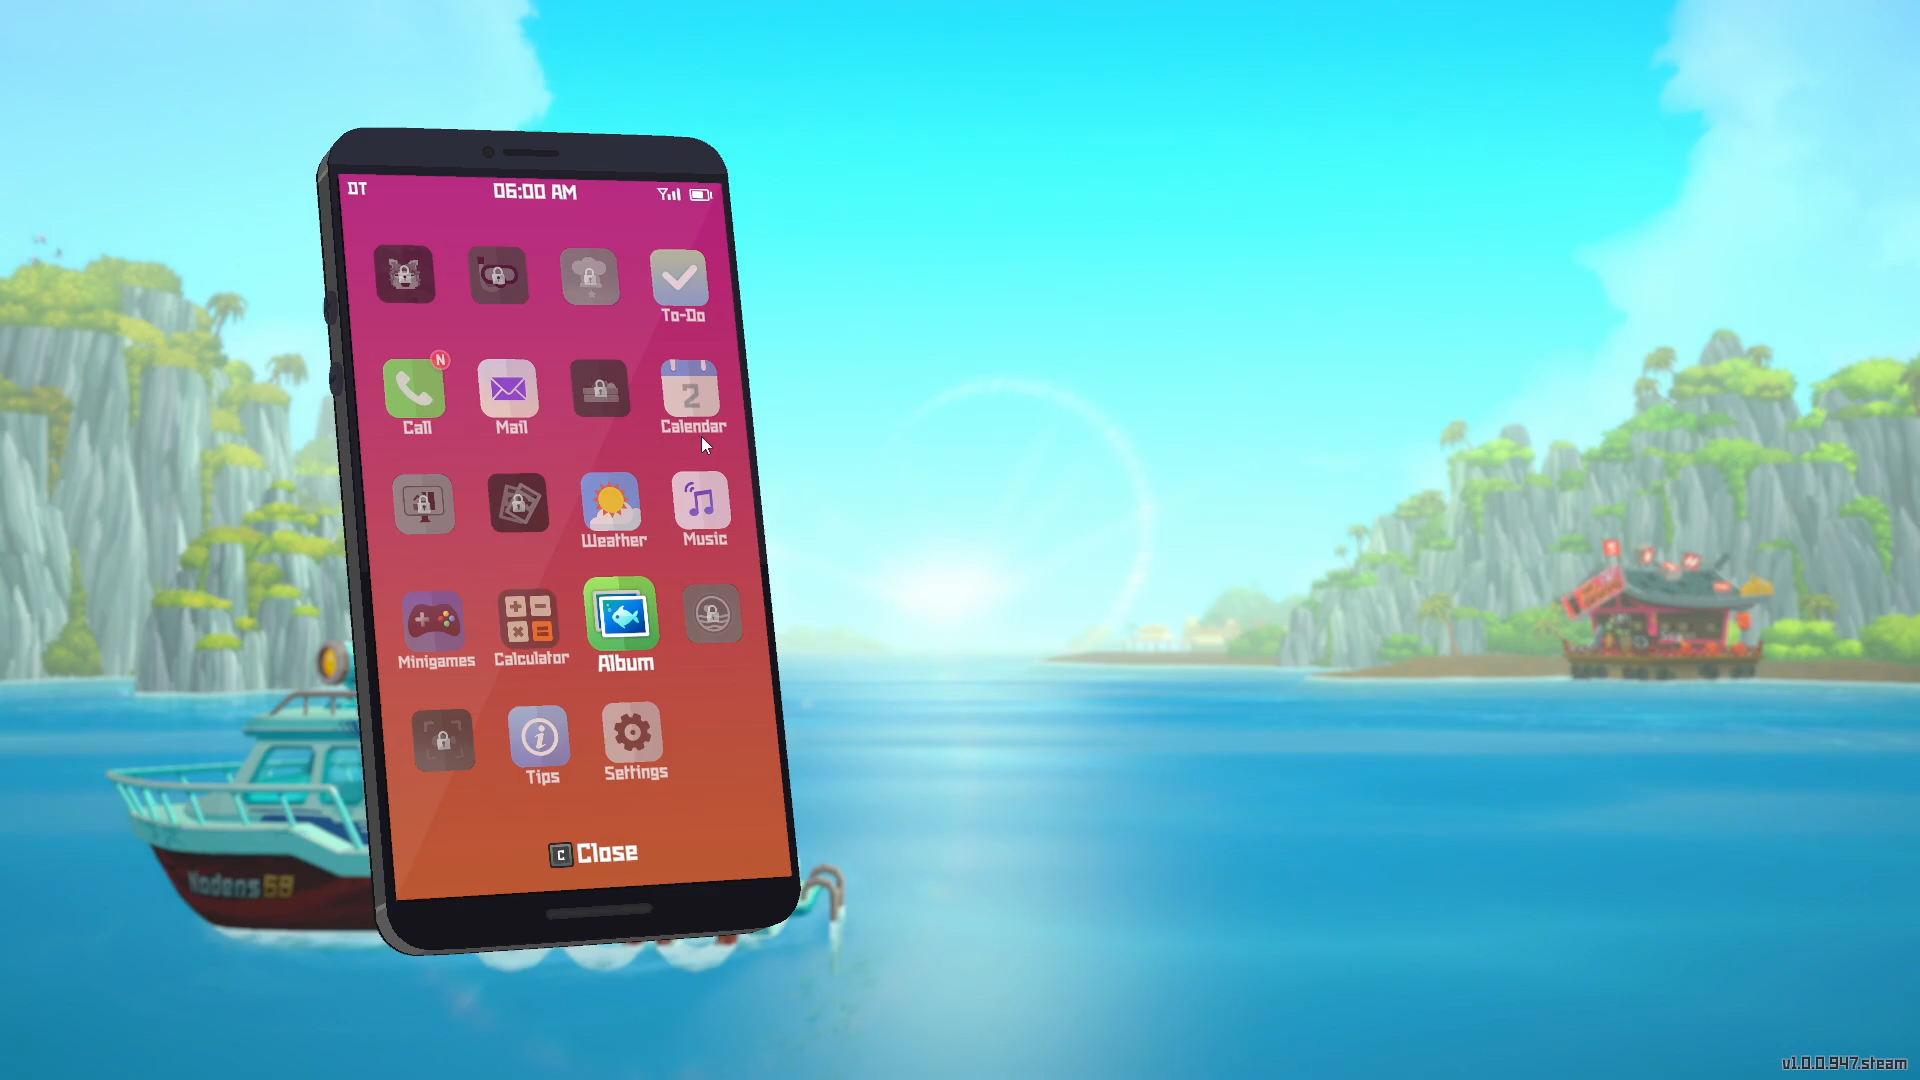 DT 06:00 AM
To-Do
N
Call Mail 2 Calendar
Weather Music
Minigames Calculator Album
Tips Settings
C Close
Nodens 69
v1.0.0.947.steam